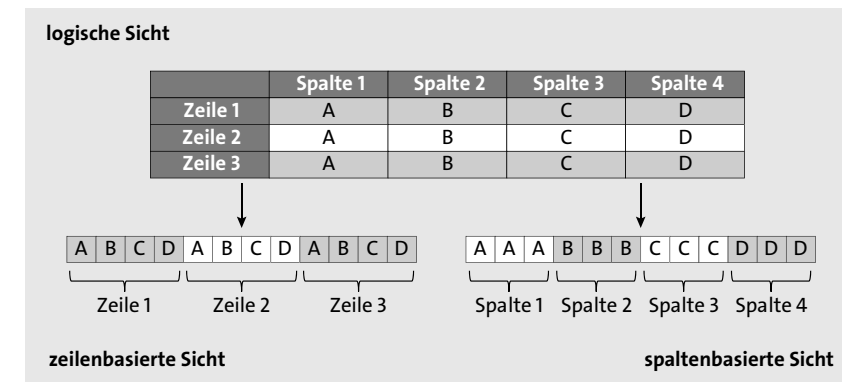 logische Sicht
Spalte 1 Spalte 2 Spalte 3 Spalte 4
Zeile 1 A B C D
Zeile 2 A B C D
Zeile 3 A B C D
A B C D A B C D A B C D
Zeile 1 Zeile 2 Zeile 3
zeilenbasierte Sicht
A A A B B B C C C D D D
Spalte 1 Spalte 2 Spalte 3 Spalte 4
spaltenbasierte Sicht